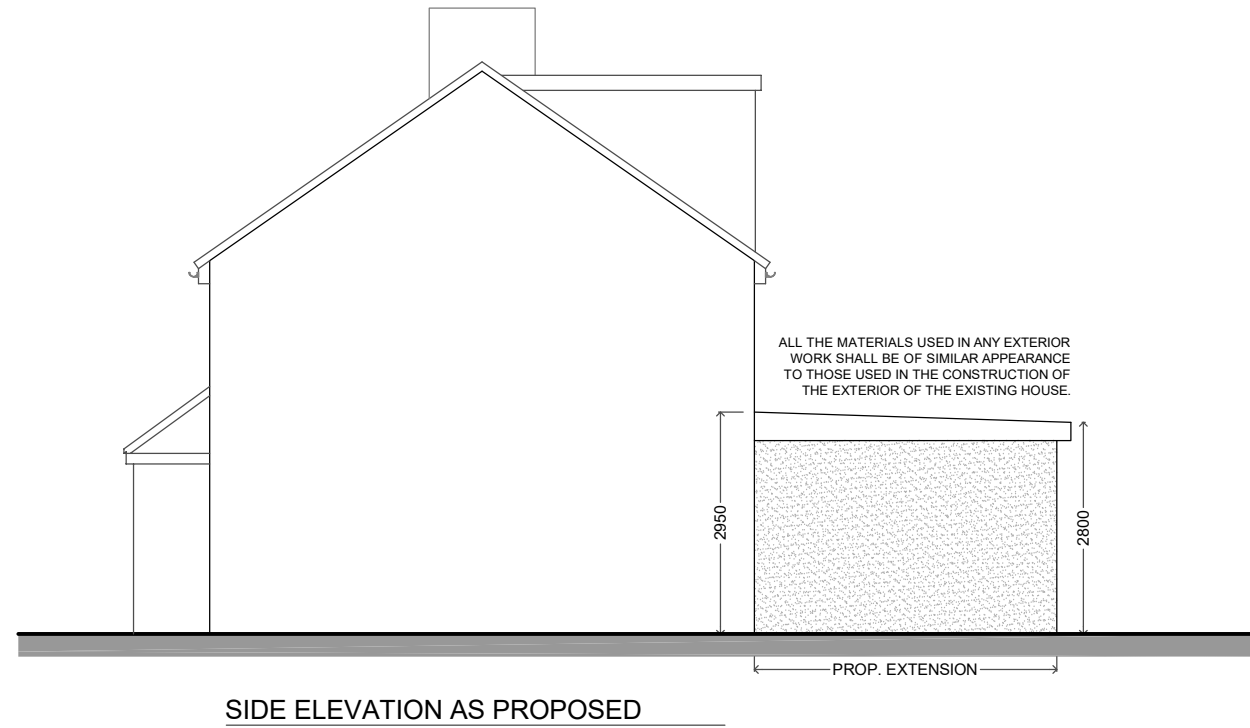 ALL THE MATERIALS USED IN ANY EXTERIOR
WORK SHALL BE OF SIMILAR APPEARANCE
TO THOSE USED IN THE CONSTRUCTION OF
THE EXTERIOR OF THE EXISTING HOUSE.
2950
2800
PROP. EXTENSION
SIDE ELEVATION AS PROPOSED